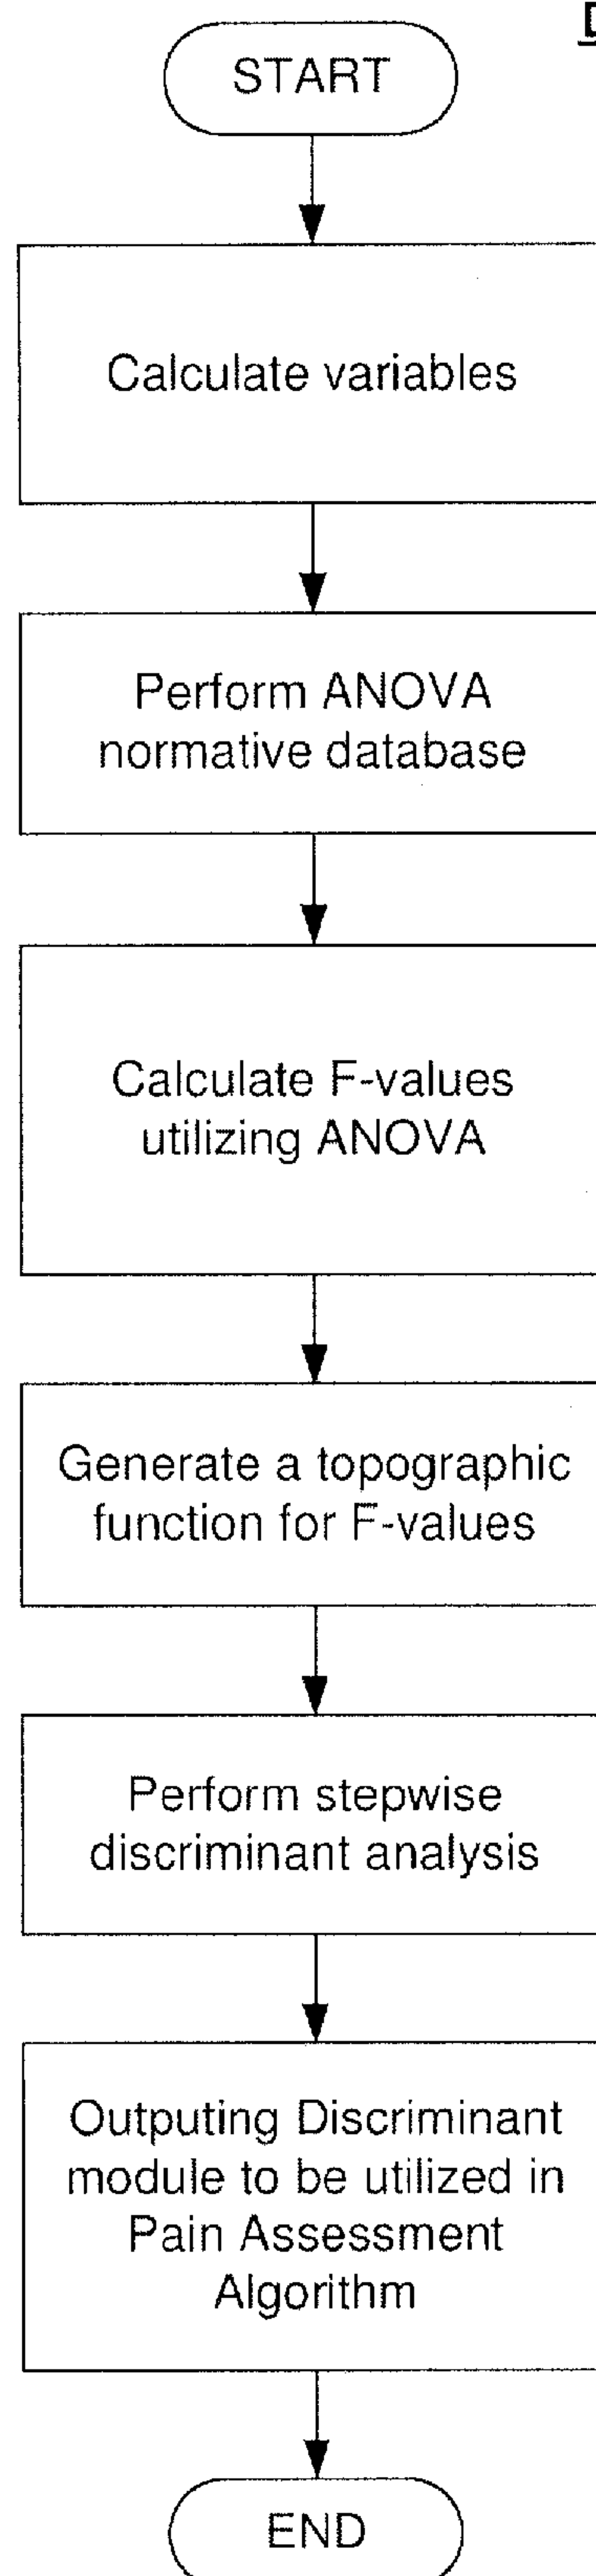 START
Calculate variables
Perform ANOVA
normative database
Calculate F-values
utilizing ANOVA
Generate a topographic
function for F-values
Perform stepwise
discriminant analysis
Outputing Discriminant
module to be utilized in
Pain Assessment
Algorithm
END